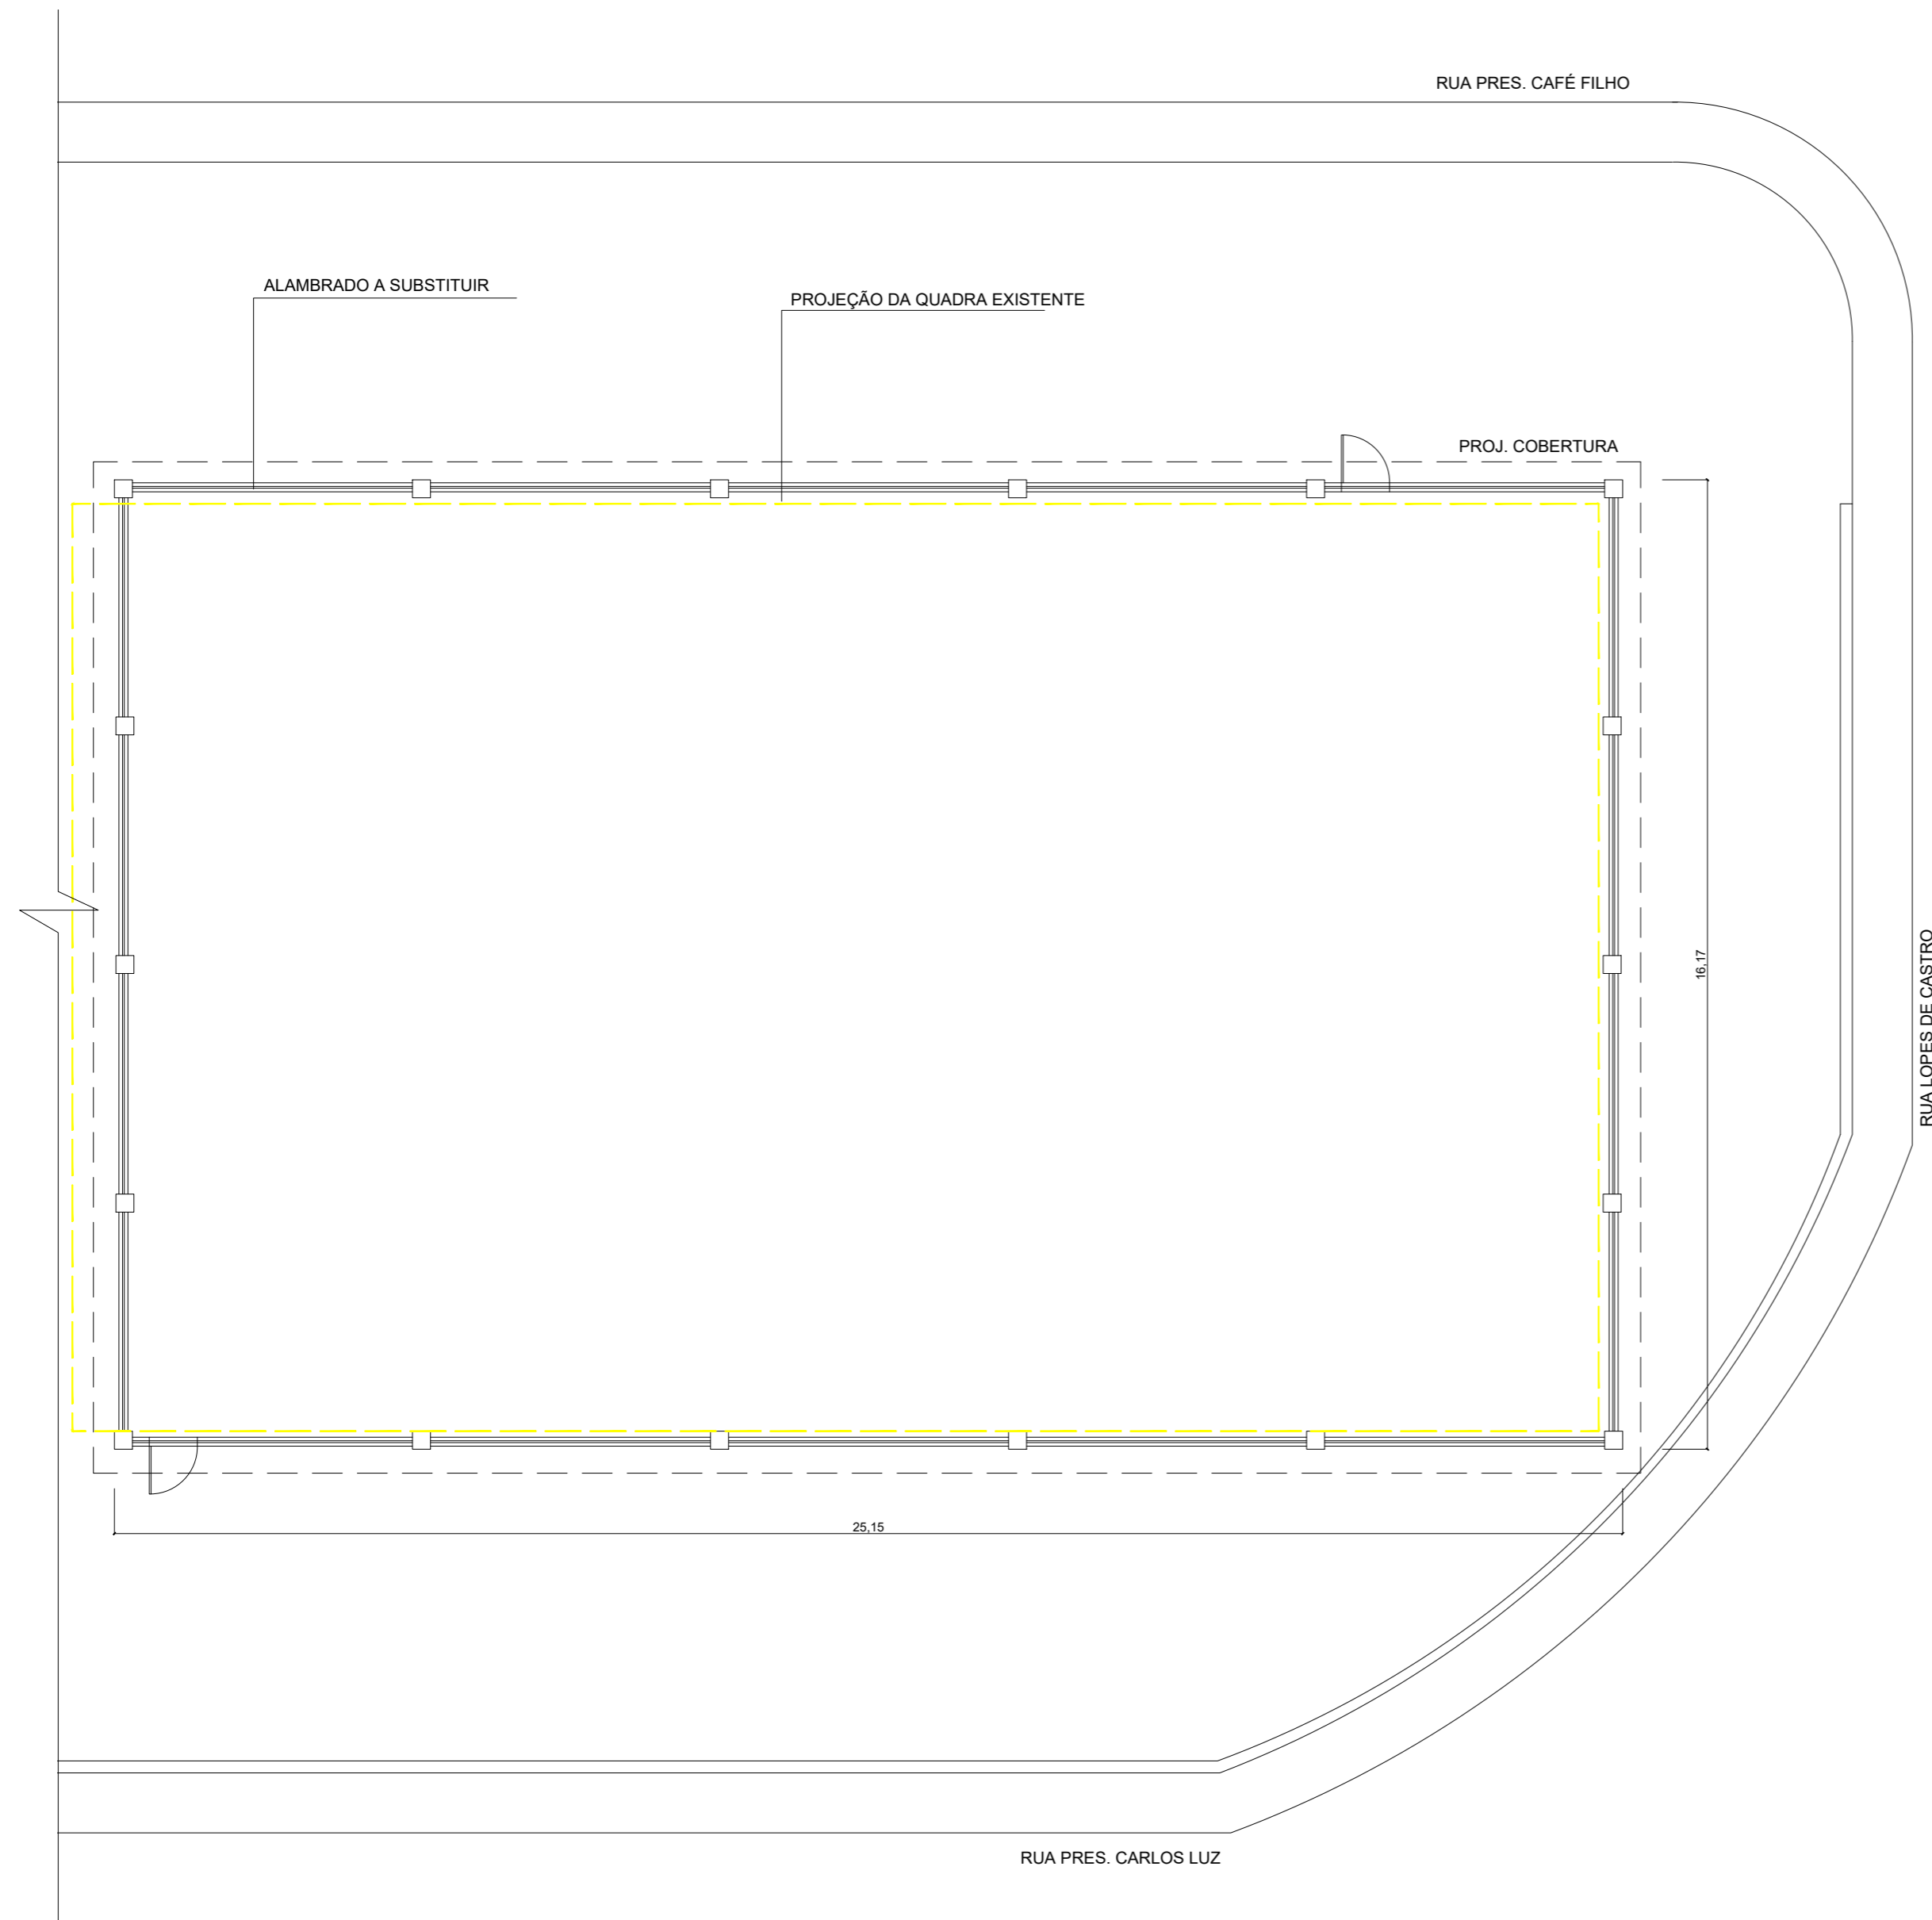 RUA PRES. CAFÉ FILHO
ALAMBRADO A SUBSTITUIR
PROJEÇÃO DA QUADRA EXISTENTE
PROJ. COBERTURA
16,17
RUA LOPES DE CASTRO
25,15
RUA PRES. CARLOS LUZ